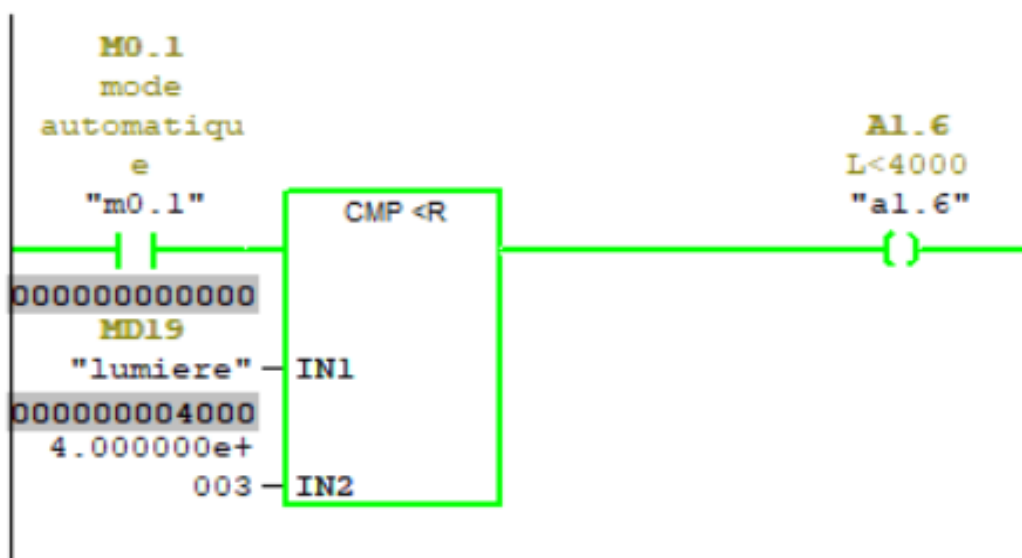 M0.1
mode
automatiqu
e
"m0.1"
A1.6
L<4000
"a1.6"
CMP <R
000000000000
MD19
"lumiere"
IN1
000000004000
4.000000e+
003
IN2